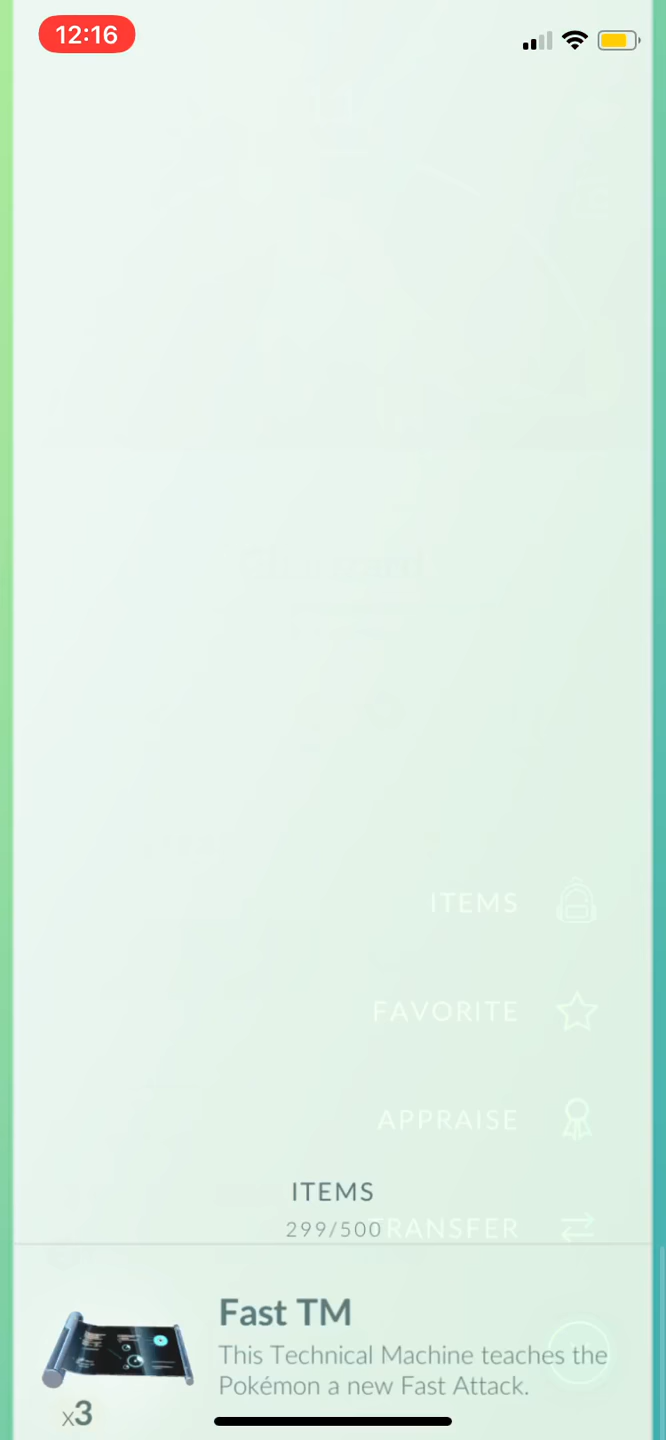 12:16
ITEMS
FAVORITE
APPRAISE
ITEMS
299/500
RANSFER
Fast TM
This Technical Machine teaches the
Pokémon a new Fast Attack.
x3